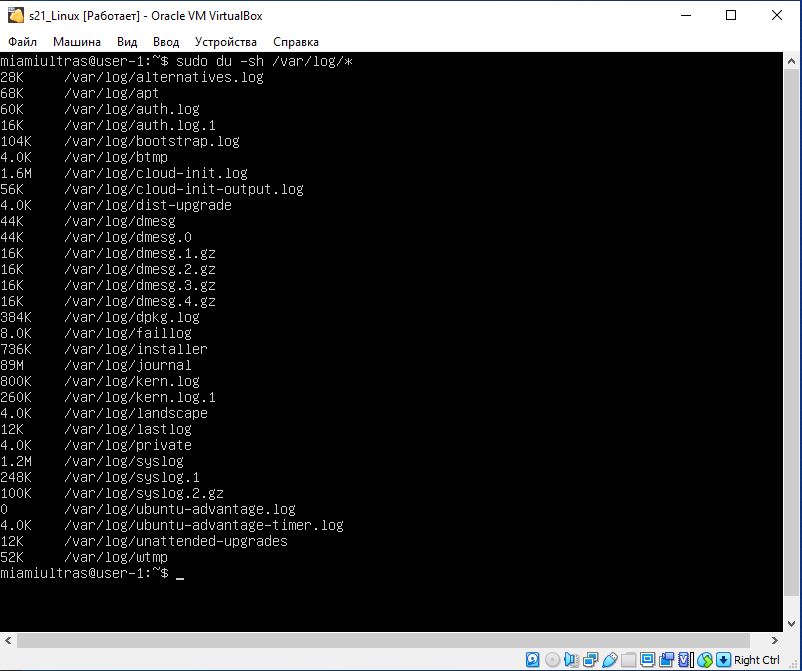 s21_Linux [Работает] - Oracle VM VirtualBox
Файл Машина Вид Ввод Устройства Справка
miamiultras@user-1:~$ sudo du -sh /var/log/*
28K /var/log/alternatives.log
68K /var/log/apt
60K /var/log/auth.log
16K /var/log/auth.log.1
104K /var/log/bootstrap.log
4.0K /var/log/btmp
1.6M /var/log/cloud-init.log
56K /var/log/cloud-init-output.log
4.0K /var/log/dist-upgrade
44K /var/log/dmesg
44K /var/log/dmesg.0
16K /var/log/dmesg.1.gz
16K /var/log/dmesg.2.gz
16K /var/log/dmesg.3.gz
16K /var/log/dmesg.4.gz
384K /var/log/dpkg.log
8.0K /var/log/faillog
736K /var/log/installer
89M /var/log/journal
800K /var/log/kern.log
260K /var/log/kern.log.1
4.0K /var/log/landscape
12K /var/log/lastlog
4.0K /var/log/private
1.2M /var/log/syslog
248K /var/log/syslog.1
100K /var/log/syslog.2.gz
0 /var/log/ubuntu-advantage.log
4.0K /var/log/ubuntu-advantage-timer.log
12K /var/log/unattended-upgrades
52K /var/log/wtmp
miamiultras@user-1:~$ _
Right Ctrl